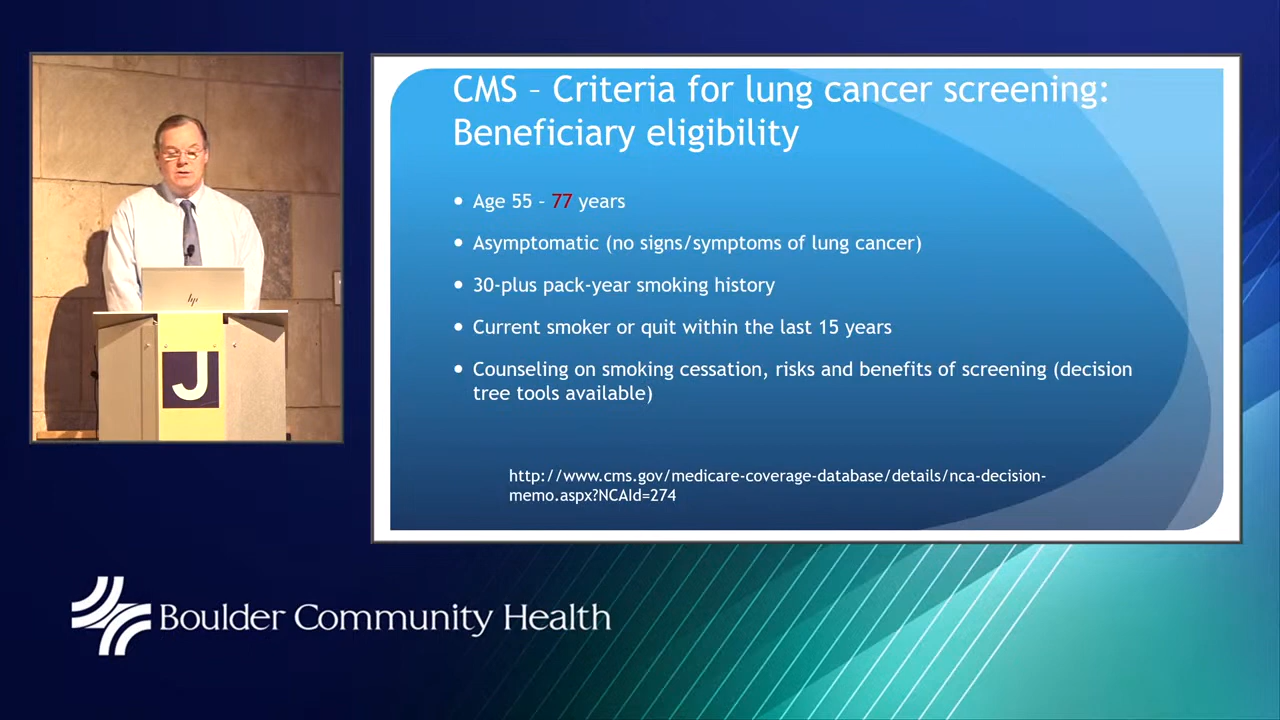 CMS – Criteria for lung cancer screening:
Beneficiary eligibility
• Age 55 – 77 years
• Asymptomatic (no signs/symptoms of lung cancer)
• 30-plus pack-year smoking history
• Current smoker or quit within the last 15 years
• Counseling on smoking cessation, risks and benefits of screening (decision
tree tools available)
http://www.cms.gov/medicare-coverage-database/details/nca-decision-
memo.aspx?NCAId=274
hp
J
Boulder Community Health